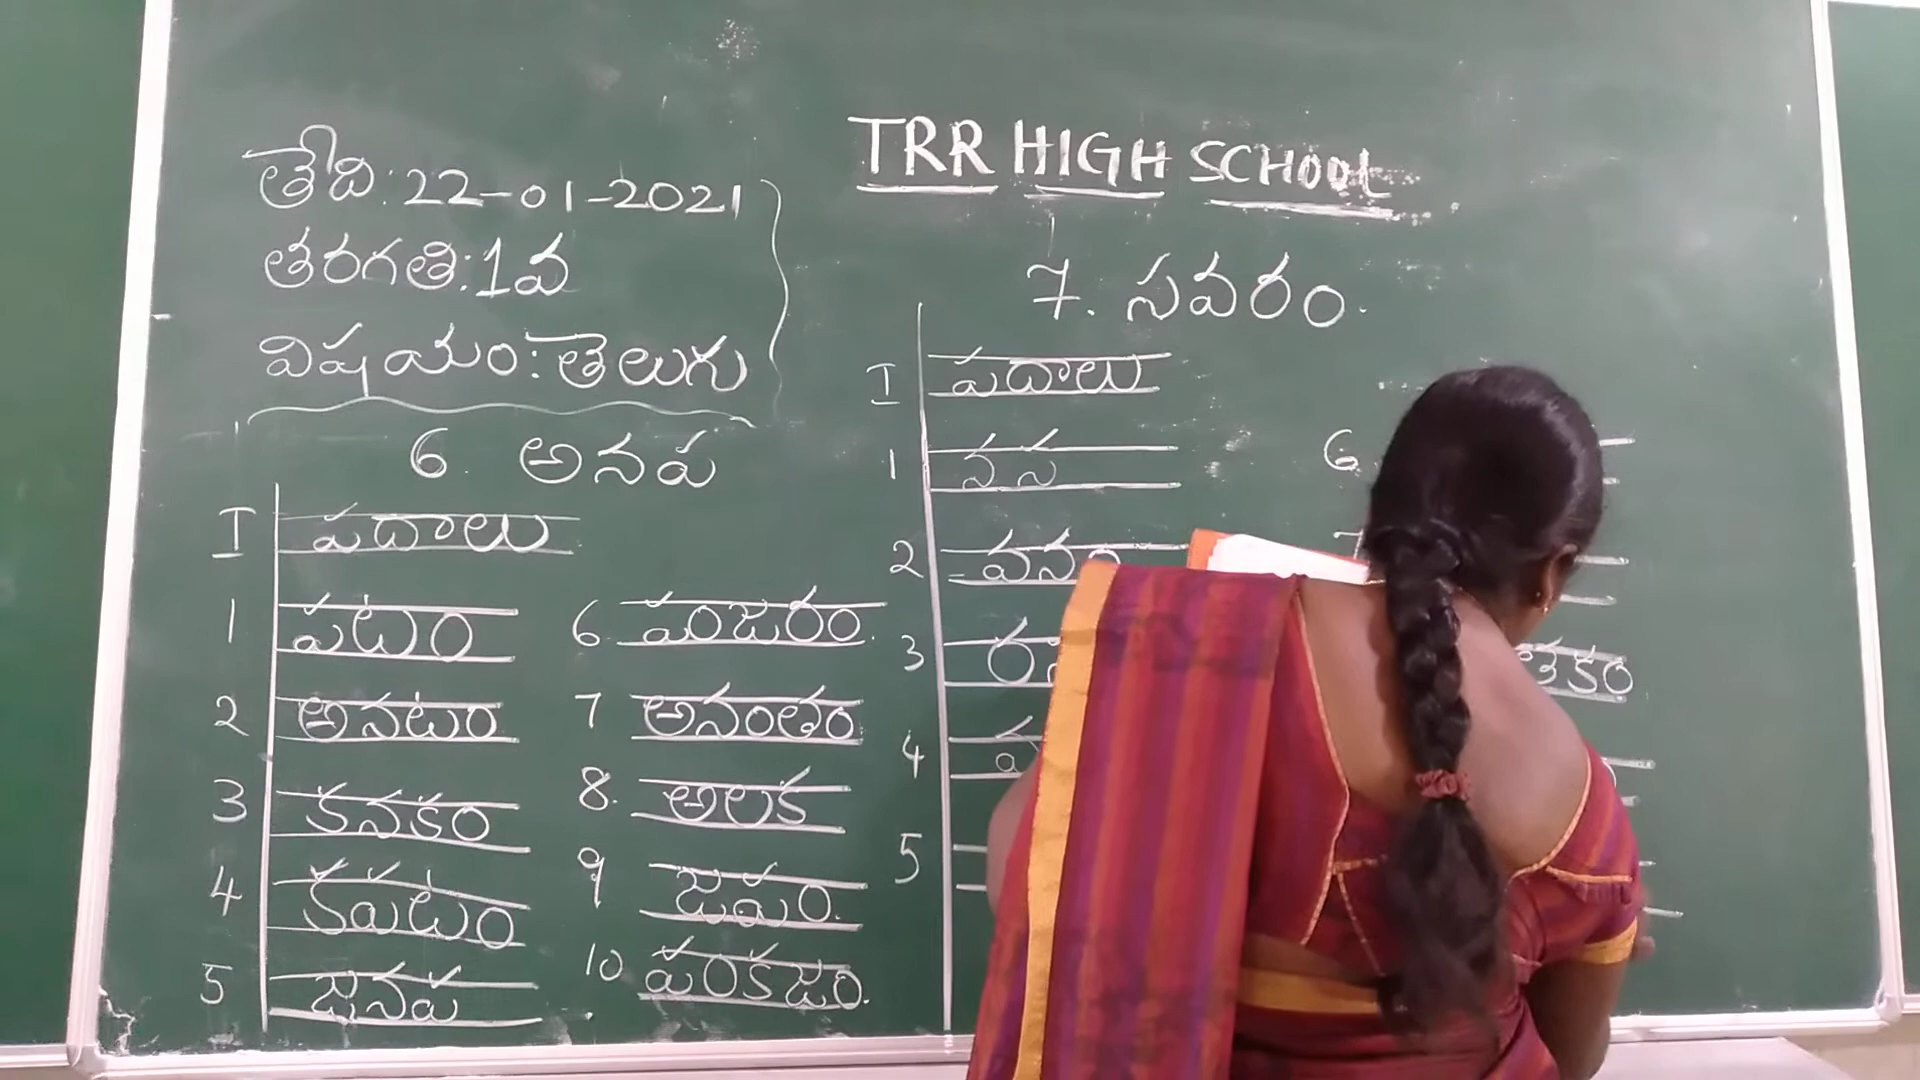 తేది: 22-01-2021
తరగతి: 1వ
విషయం: తెలుగు
6. అనప
I పదాలు
1 పటం
2 అనటం
3 కనకం
4 కపటం
5 జనప
6 పంజరం.
7 అనంతం
8. అలక
9 జపం.
10 పంకజం.
TRR HIGH SCHOOL
7. సవరం.
I పదాలు
1 వస
2 వనం
3
4
5
6
7